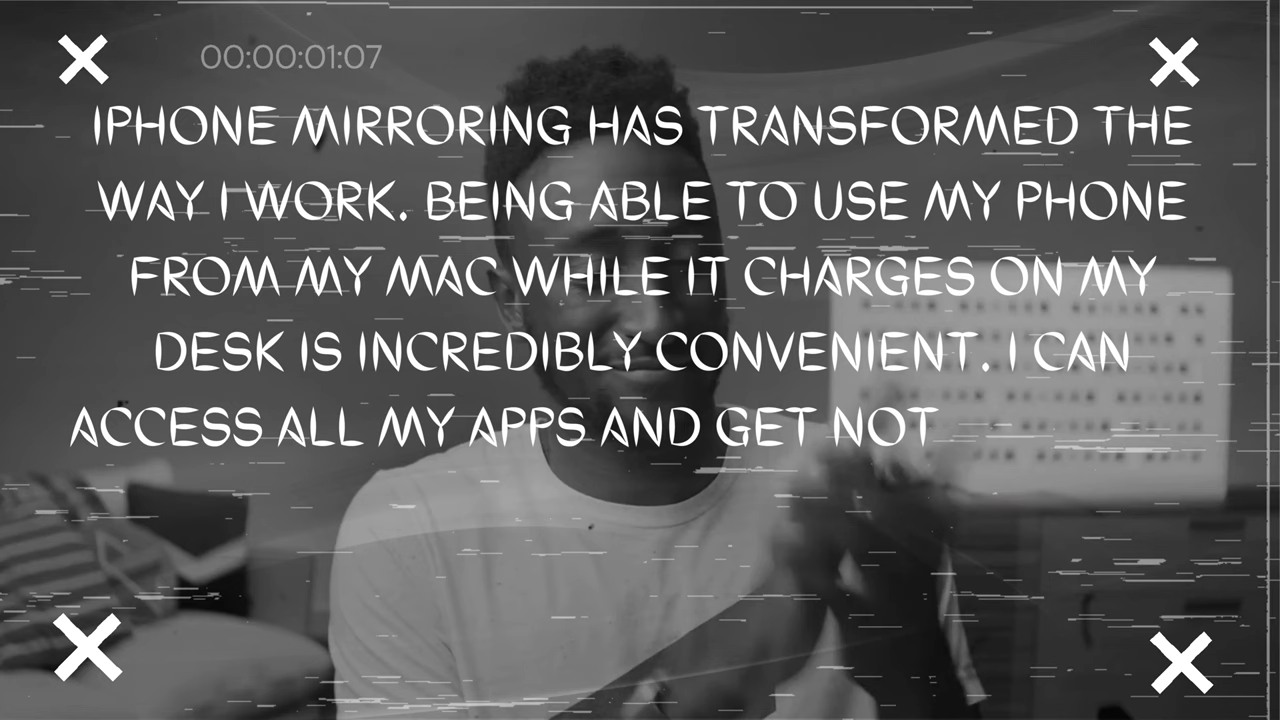 00:00:01:07
IPHONE MIRRORING HAS TRANSFORMED THE
WAY I WORK. BEING ABLE TO USE MY PHONE
FROM MY MAC WHILE IT CHARGES ON MY
DESK IS INCREDIBLY CONVENIENT. I CAN
ACCESS ALL MY APPS AND GET NOT